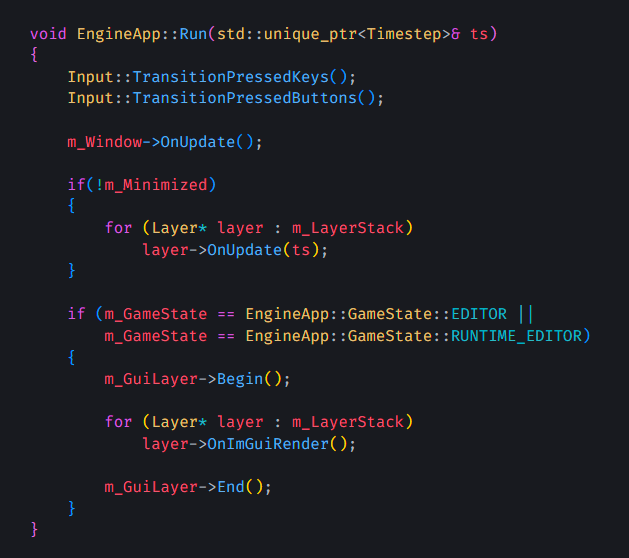 void EngineApp::Run(std::unique_ptr<Timestep>& ts)
{
    Input::TransitionPressedKeys();
    Input::TransitionPressedButtons();

    m_Window->OnUpdate();

    if(!m_Minimized)
    {
        for (Layer* layer : m_LayerStack)
            layer->OnUpdate(ts);
    }

    if (m_GameState == EngineApp::GameState::EDITOR ||
        m_GameState == EngineApp::GameState::RUNTIME_EDITOR)
    {
        m_GuiLayer->Begin();

        for (Layer* layer : m_LayerStack)
            layer->OnImGuiRender();

        m_GuiLayer->End();
    }
}